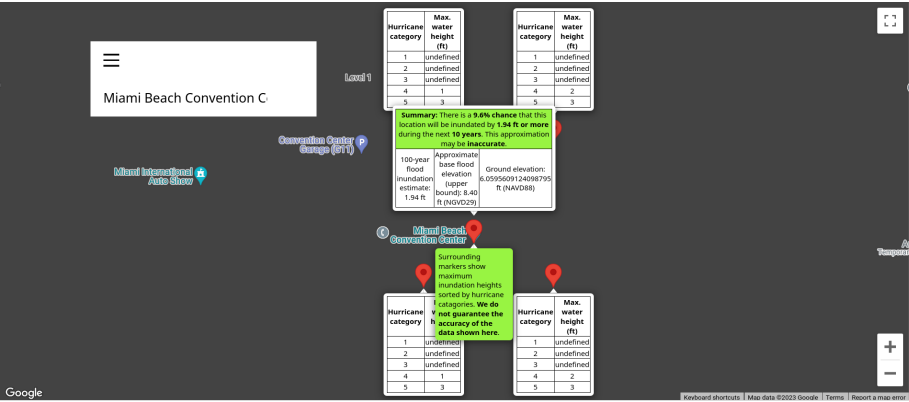 Hurricane category Max. water height (ft)
1 undefined
2 undefined
3 undefined
4 1
5 3
Hurricane category Max. water height (ft)
1 undefined
2 undefined
3 undefined
4 2
5 3
Miami Beach Convention C
Level 1
Convention Center
Garage (G11)
P
Miami International
Auto Show
Summary: There is a 9.6% chance that this
location will be inundated by 1.94 ft or more
during the next 10 years. This approximation
may be inaccurate.
100-year
flood
inundation
estimate:
1.94 ft
Approximate
base flood
elevation
(upper
bound): 8.40
ft (NGVD29)
Ground elevation:
6.0595609124098795
ft (NAVD88)
Miami Beach
Convention Center
Temporar
Surrounding
markers show
maximum
inundation heights
sorted by hurricane
catagories. We do
not guarantee the
accuracy of the
data shown here.
Hurricane
category
1 undefined
2 undefined
3 undefined
4 1
5 3
Hurricane category Max. water height (ft)
1 undefined
2 undefined
3 undefined
4 2
5 3
Google
Keyboard shortcuts Map data ©2023 Google Terms Report a map error